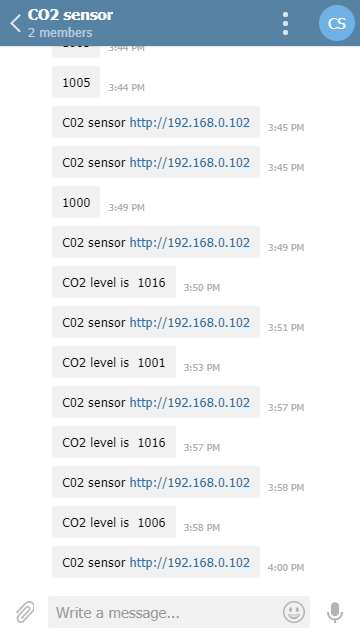 CO2 sensor
2 members
CS
3:44 PM
1005
3:44 PM
C02 sensor http://192.168.0.102
3:45 PM
C02 sensor http://192.168.0.102
3:45 PM
1000
3:49 PM
C02 sensor http://192.168.0.102
3:49 PM
CO2 level is  1016
3:50 PM
C02 sensor http://192.168.0.102
3:51 PM
CO2 level is  1001
3:53 PM
C02 sensor http://192.168.0.102
3:57 PM
CO2 level is  1016
3:57 PM
C02 sensor http://192.168.0.102
3:58 PM
CO2 level is  1006
3:58 PM
C02 sensor http://192.168.0.102
4:00 PM
Write a message...